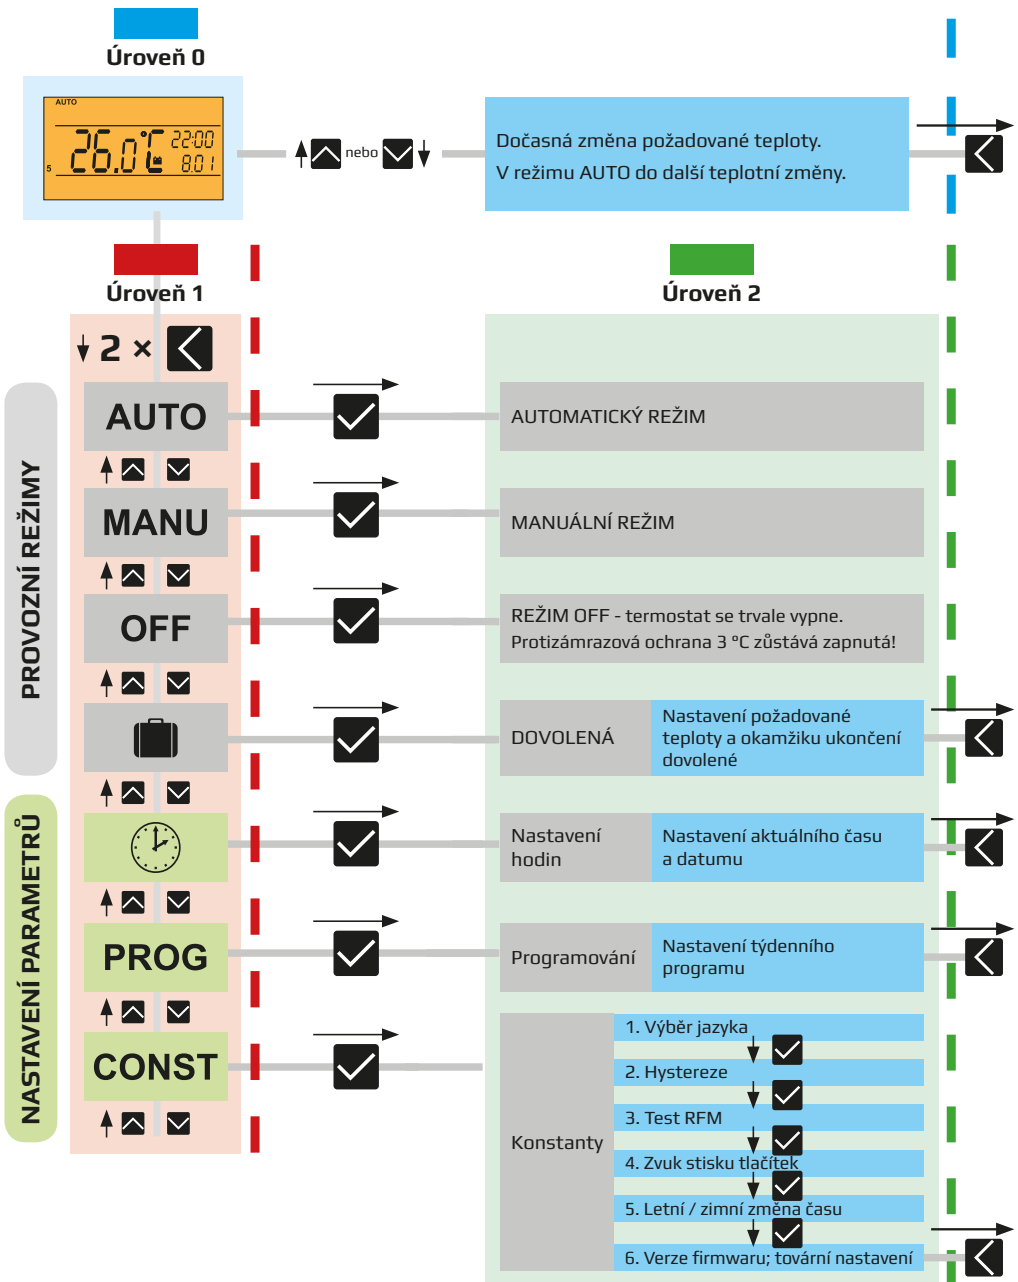 Úroveň 0
AUTO
26.0°C
22:00
8.01
5
nebo
Dočasná změna požadované teploty.
V režimu AUTO do další teplotní změny.
Úroveň 1
Úroveň 2
2 ×
PROVOZNÍ REŽIMY
AUTO
AUTOMATICKÝ REŽIM
MANU
MANUÁLNÍ REŽIM
OFF
REŽIM OFF - termostat se trvale vypne.
Protizámrazová ochrana 3 °C zůstává zapnutá!
DOVOLENÁ
Nastavení požadované
teploty a okamžiku ukončení
dovolené
NASTAVENÍ PARAMETRŮ
Nastavení
hodin
Nastavení aktuálního času
a datumu
PROG
Programování
Nastavení týdenního
programu
CONST
Konstanty
1. Výběr jazyka
2. Hystereze
3. Test RFM
4. Zvuk stisku tlačítek
5. Letní / zimní změna času
6. Verze firmwaru; tovární nastavení